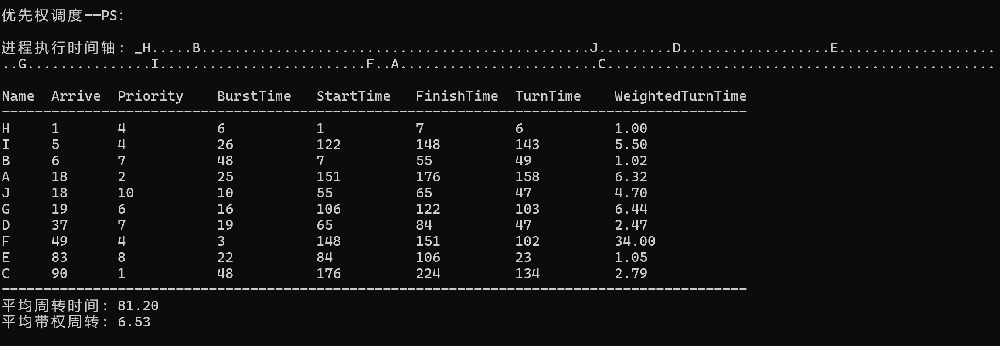 优先权调度——PS:
进程执行时间轴: _H.....B...............................................J.........D..................E...................
..G...............I.........................F..A........................C...............................................
Name  Arrive  Priority    BurstTime   StartTime   FinishTime  TurnTime    WeightedTurnTime
------------------------------------------------------------------------------------------
H     1       4           6           1           7           6           1.00
I     5       4           26          122         148         143         5.50
B     6       7           48          7           55          49          1.02
A     18      2           25          151         176         158         6.32
J     18      10          10          55          65          47          4.70
G     19      6           16          106         122         103         6.44
D     37      7           19          65          84          47          2.47
F     49      4           3           148         151         102         34.00
E     83      8           22          84          106         23          1.05
C     90      1           48          176         224         134         2.79
------------------------------------------------------------------------------------------
平均周转时间: 81.20
平均带权周转: 6.53